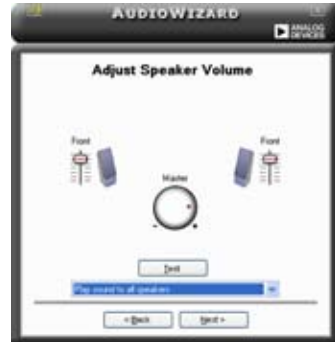 AUDIOWIZARD
ANALOG
DEVICES
Adjust Speaker Volume
Front
Front
Master
- +
Test
Play sound to all speakers
< Back Next >